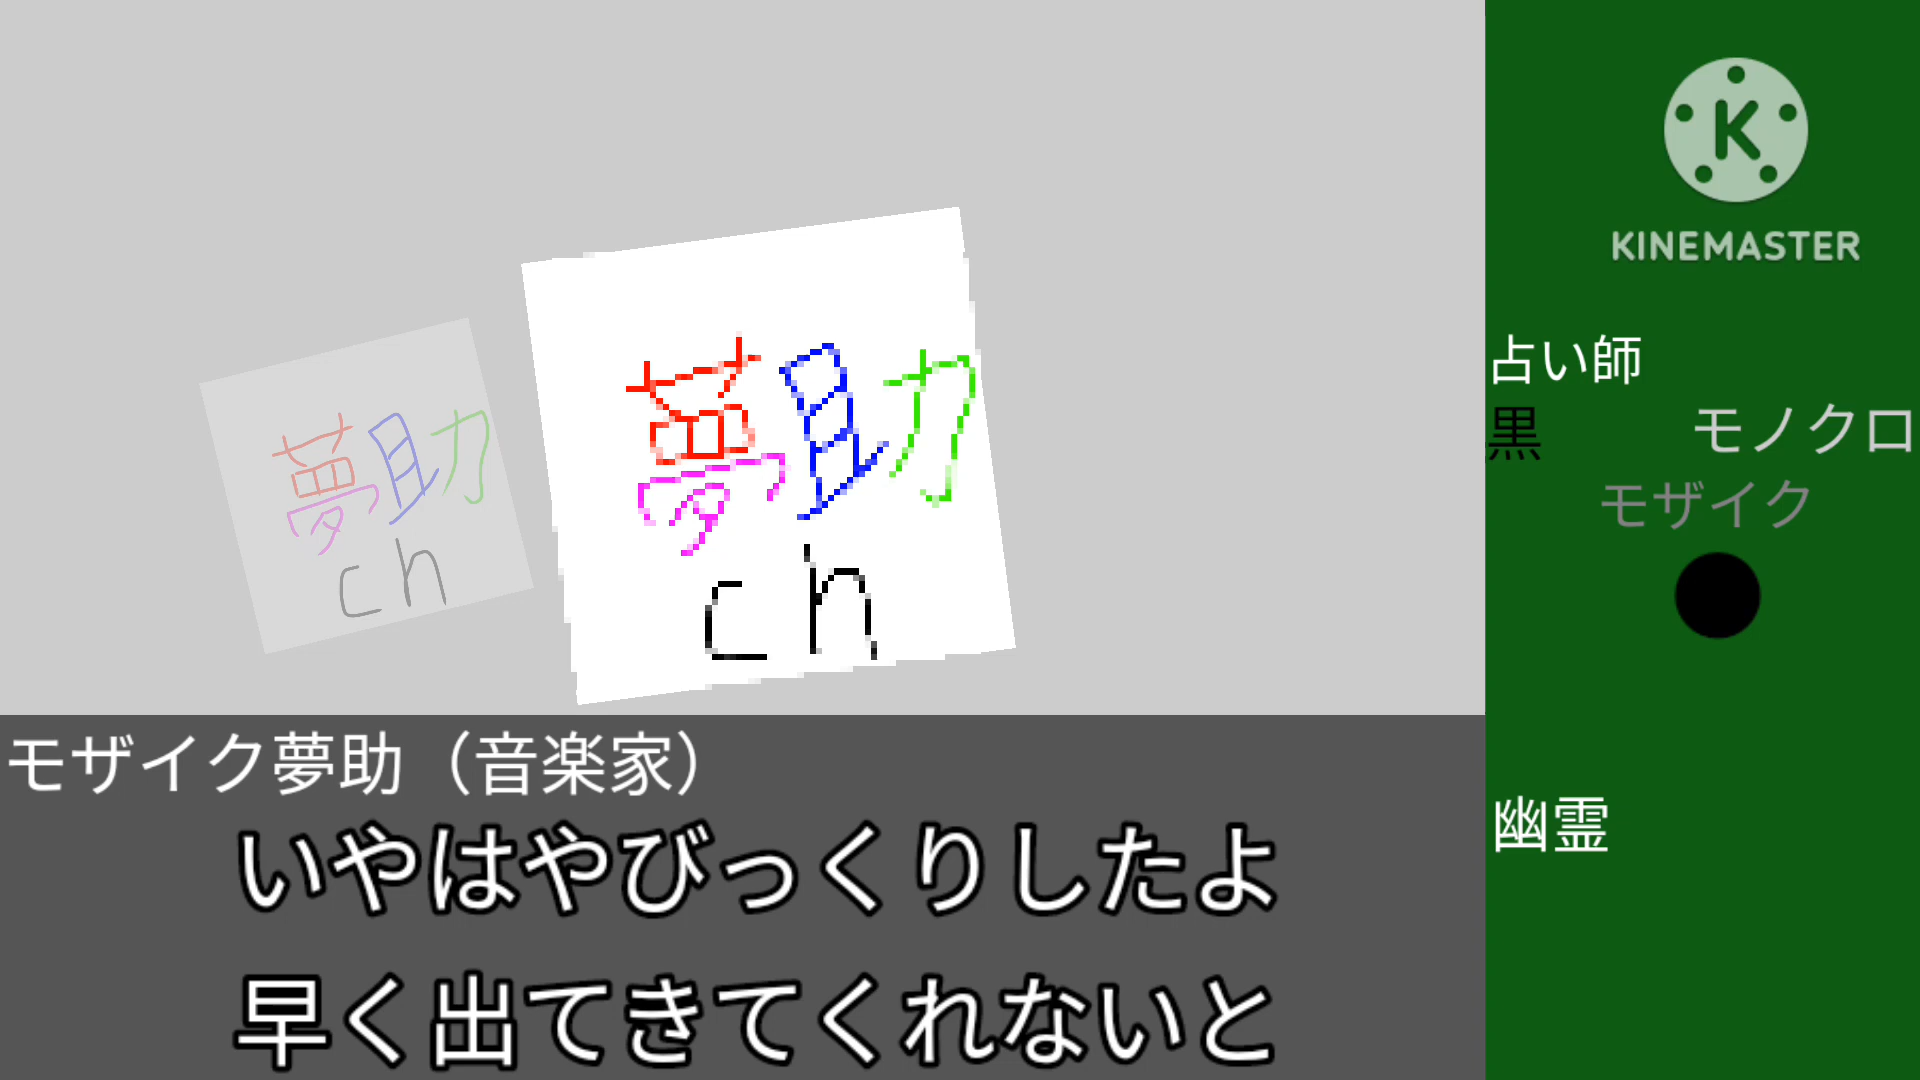 夢助
ch
夢助
ch
K
KINEMASTER
占い師
黒 モノクロ
モザイク
幽霊
モザイク夢助（音楽家）
いやはやびっくりしたよ
早く出てきてくれないと